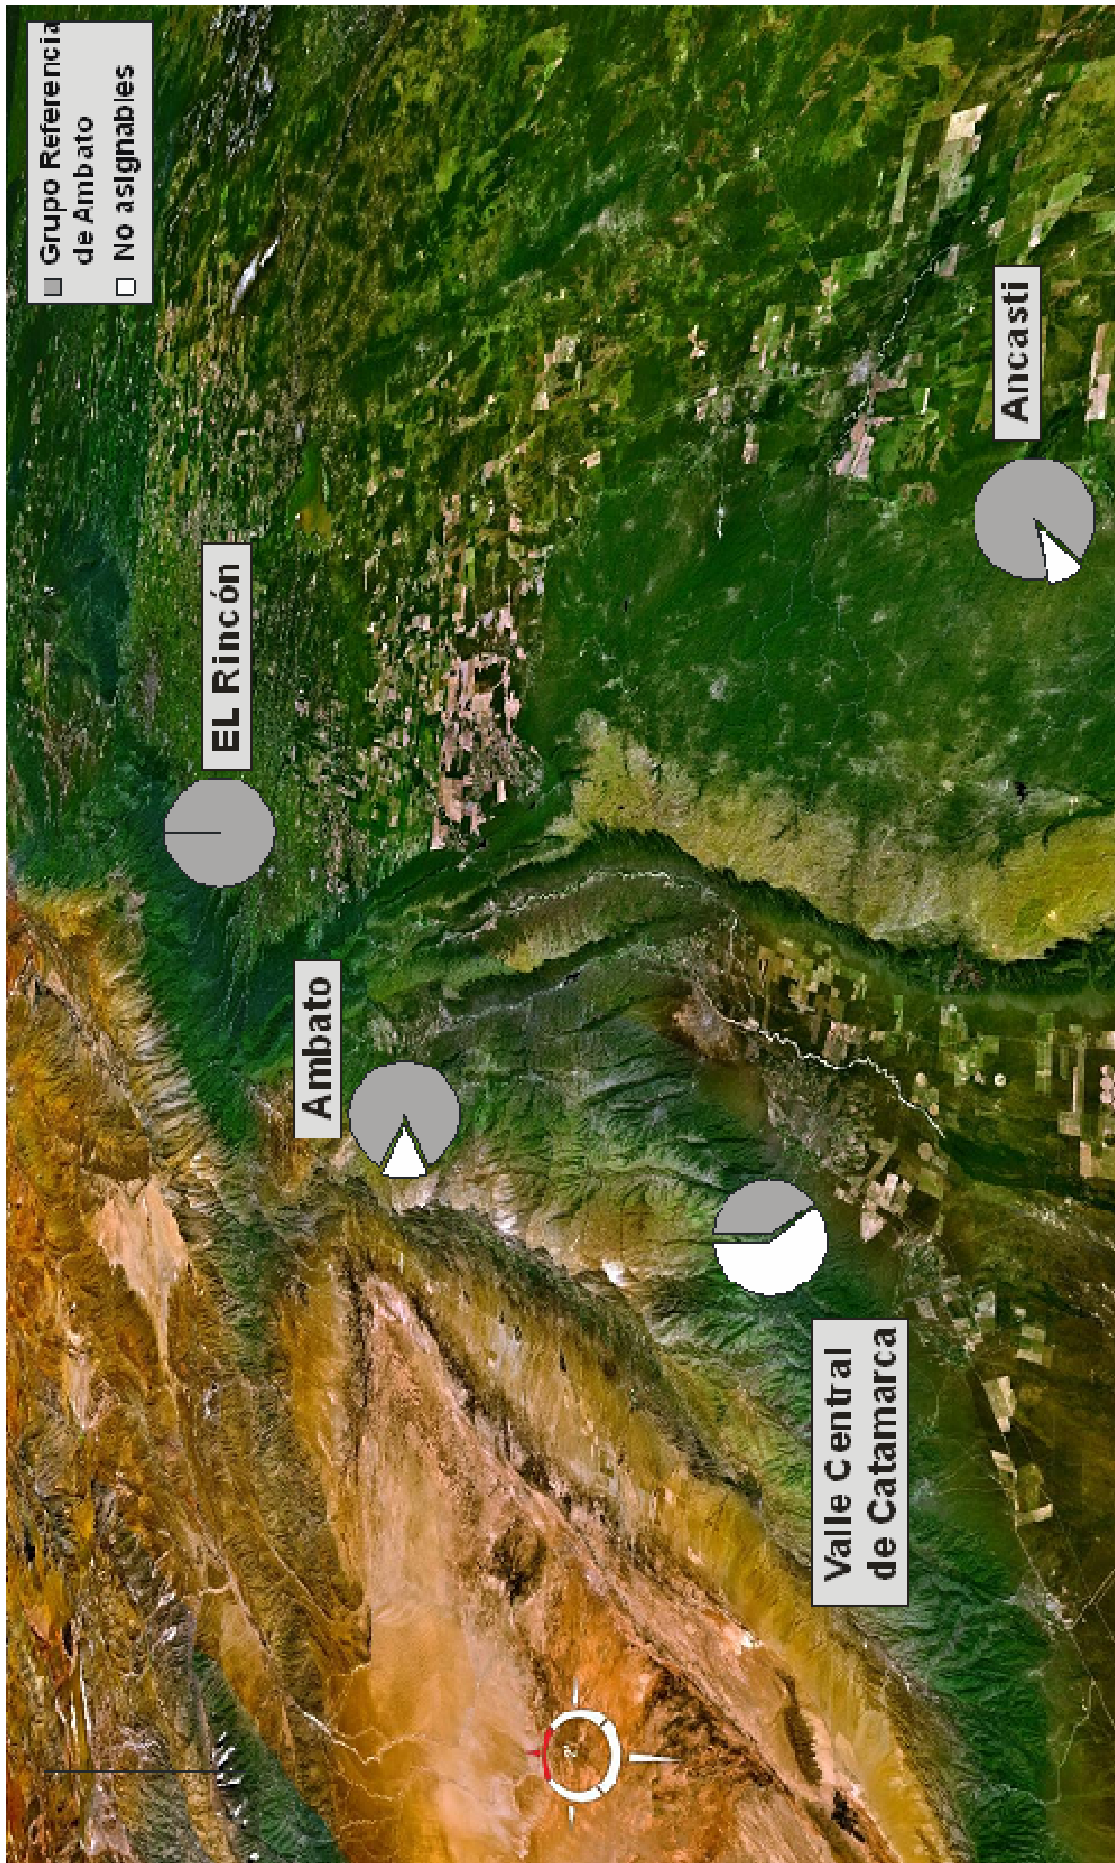 Grupo Referencia
de Ambato
No asignables
EL Rincón
Ambato
Ancasti
Valle Central
de Catamarca